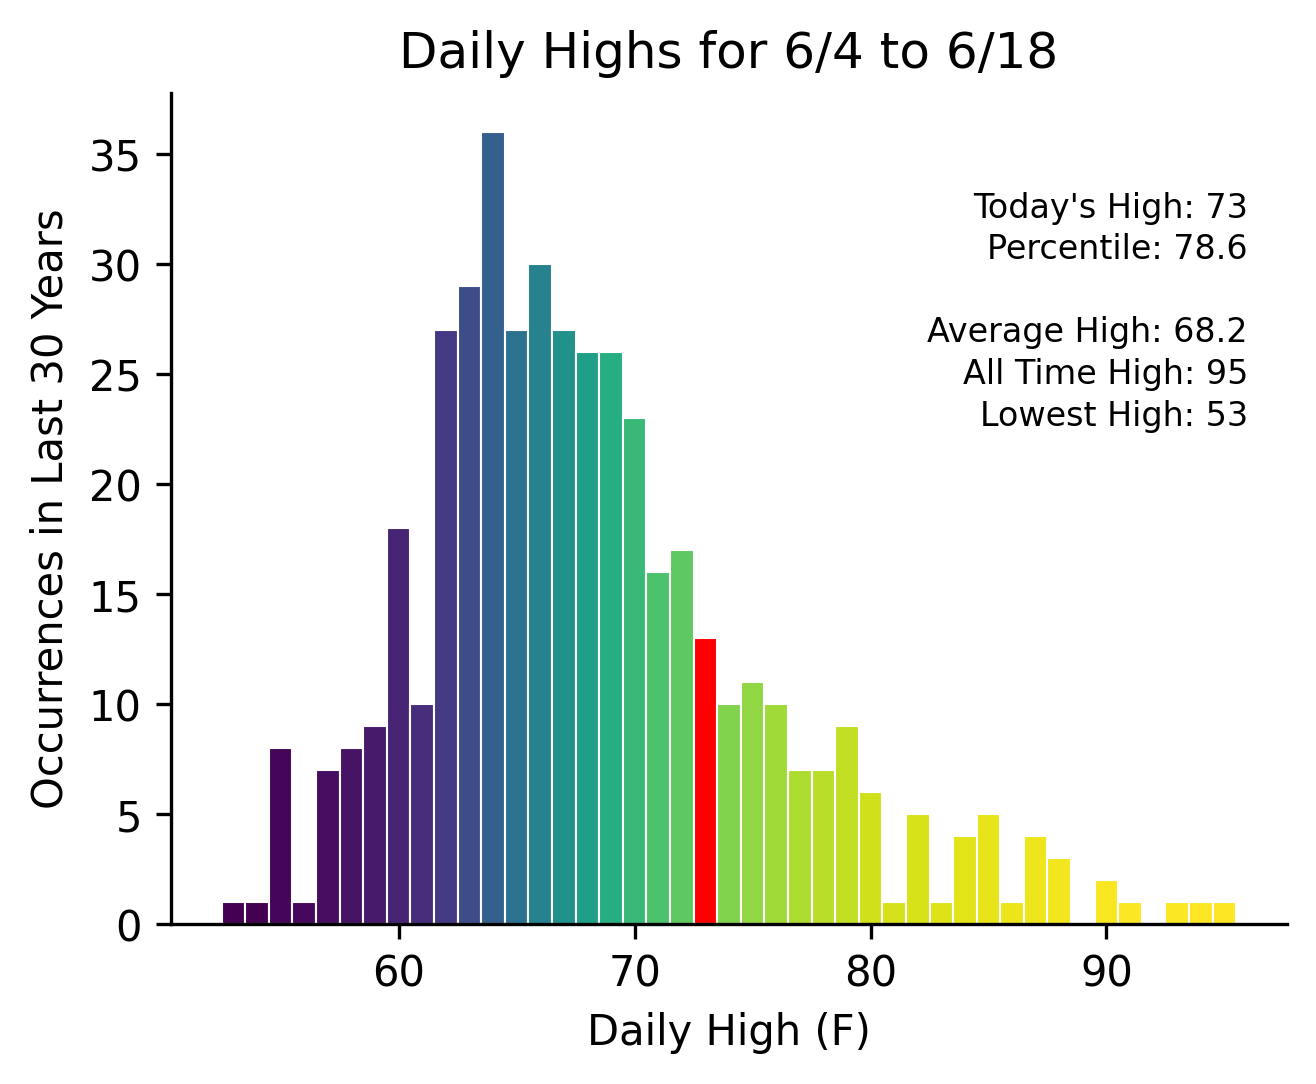 Daily Highs for 6/4 to 6/18
Occurrences in Last 30 Years
35
30
25
20
15
10
5
0
Today's High: 73
Percentile: 78.6
Average High: 68.2
All Time High: 95
Lowest High: 53
60 70 80 90
Daily High (F)